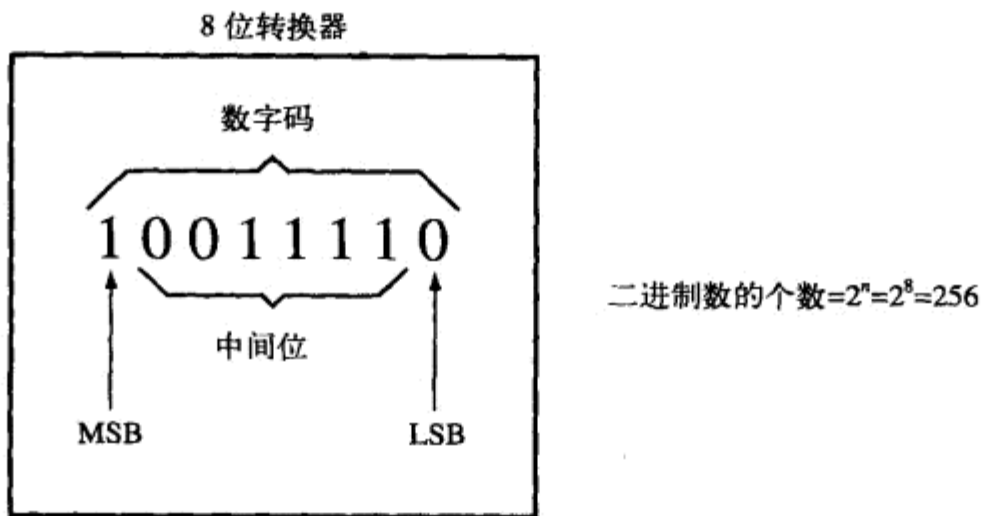 8 位转换器
数字码
1 0 0 1 1 1 1 0
二进制数的个数=2ⁿ=2⁸=256
中间位
MSB LSB